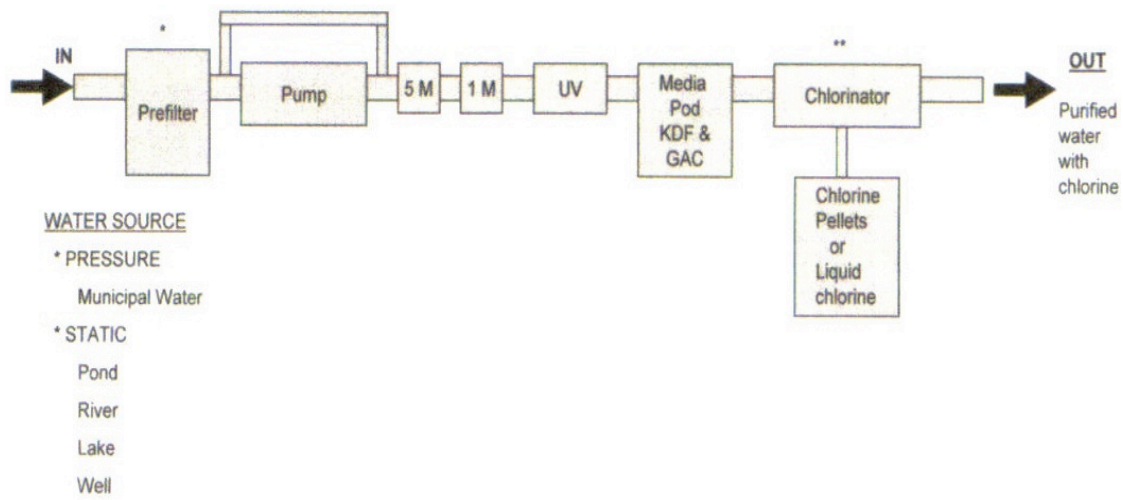 *
**
IN
Prefilter
Pump
5 M
1 M
UV
Media
Pod
KDF &
GAC
Chlorinator
Chlorine
Pellets
or
Liquid
chlorine
OUT
Purified
water
with
chlorine
WATER SOURCE
* PRESSURE
Municipal Water
* STATIC
Pond
River
Lake
Well